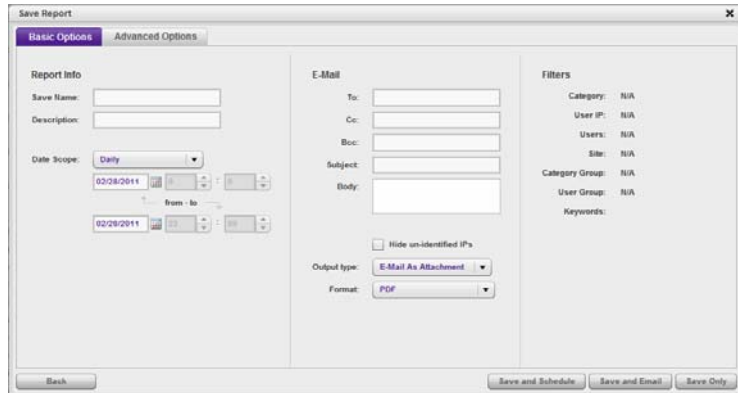 Save Report
Basic Options
Advanced Options
Report Info
Save Name:
Description:
Date Scope:
Daily
02/28/2011
:
from - to
02/28/2011
:
E-Mail
To:
Cc:
Bcc:
Subject:
Body:
Hide un-identified IPs
Output type:
E-Mail As Attachment
Format:
PDF
Filters
Category: N/A
User IP: N/A
Users: N/A
Site: N/A
Category Group: N/A
User Group: N/A
Keywords:
Back
Save and Schedule
Save and Email
Save Only